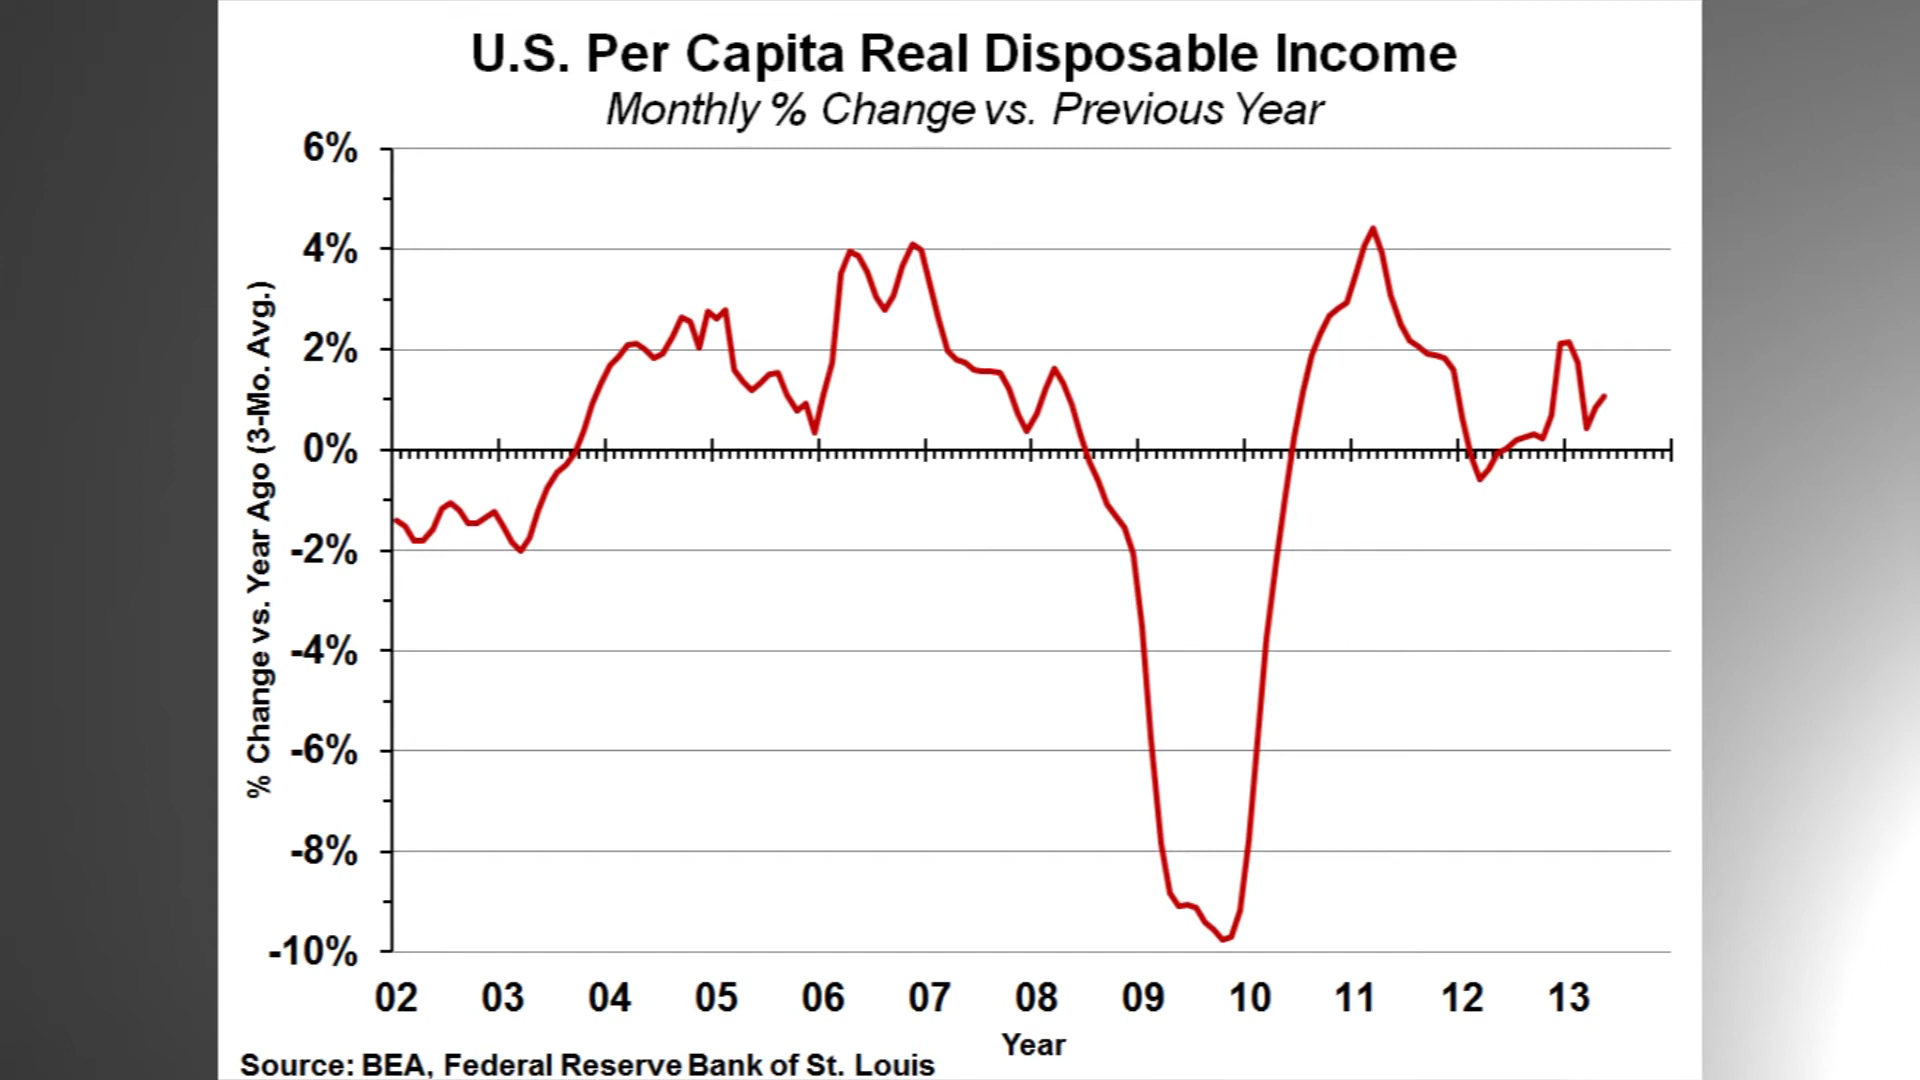 U.S. Per Capita Real Disposable Income
Monthly % Change vs. Previous Year
% Change vs. Year Ago (3-Mo. Avg.)
6%
4%
2%
0%
-2%
-4%
-6%
-8%
-10%
02 03 04 05 06 07 08 09 10 11 12 13
Year
Source: BEA, Federal Reserve Bank of St. Louis